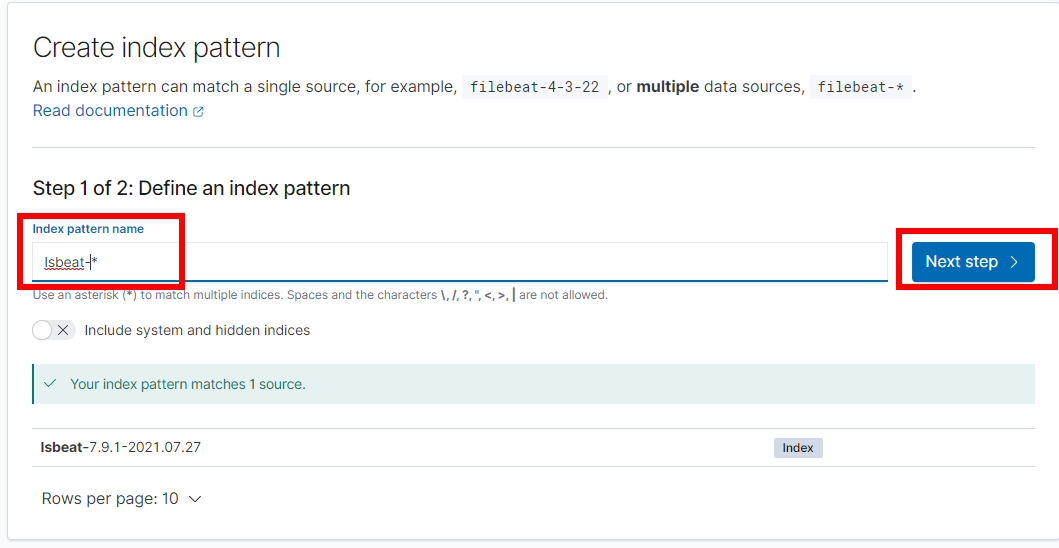 Create index pattern
An index pattern can match a single source, for example, filebeat-4-3-22 , or multiple data sources, filebeat-* .
Read documentation
Step 1 of 2: Define an index pattern
Index pattern name
lsbeat-*
Next step
Use an asterisk (*) to match multiple indices. Spaces and the characters \, /, ?, ", <, >, | are not allowed.
Include system and hidden indices
Your index pattern matches 1 source.
lsbeat-7.9.1-2021.07.27 Index
Rows per page: 10